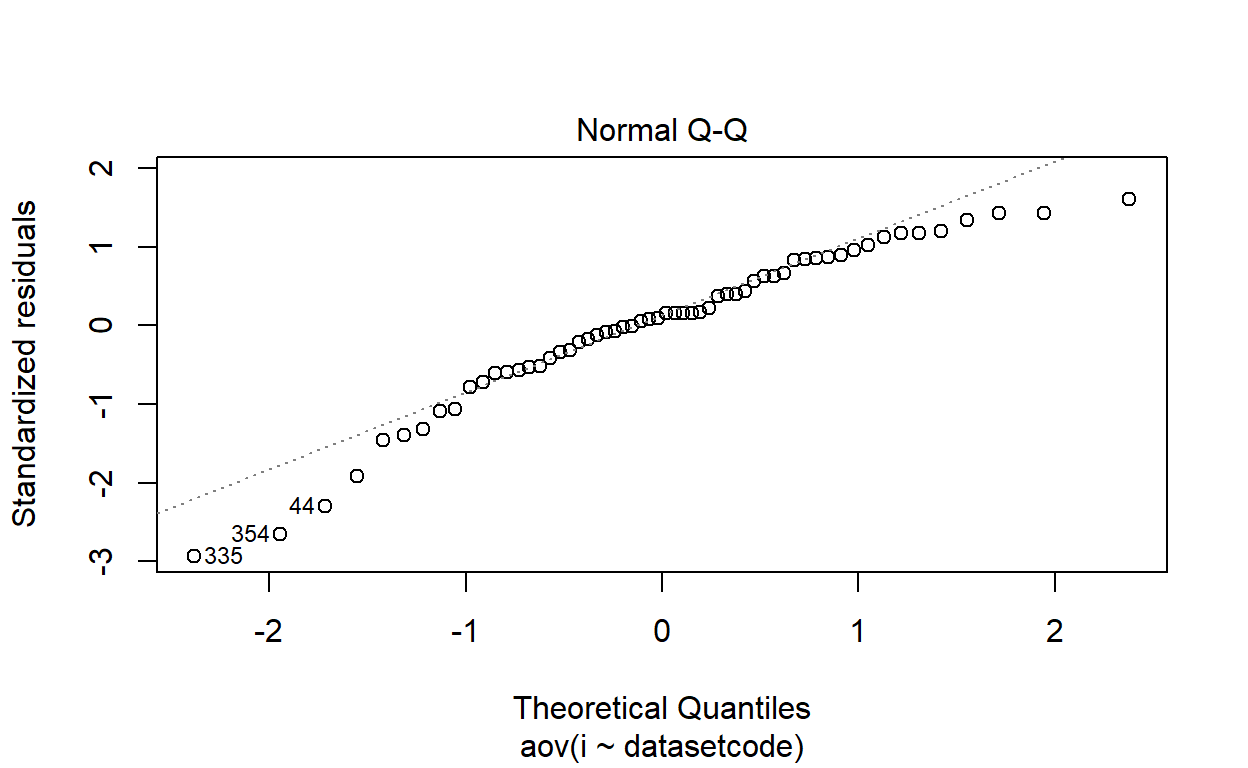 Normal Q-Q
Standardized residuals
2
1
0
-1
-2
-3
44
354
335
-2 -1 0 1 2
Theoretical Quantiles
aov(i ~ datasetcode)